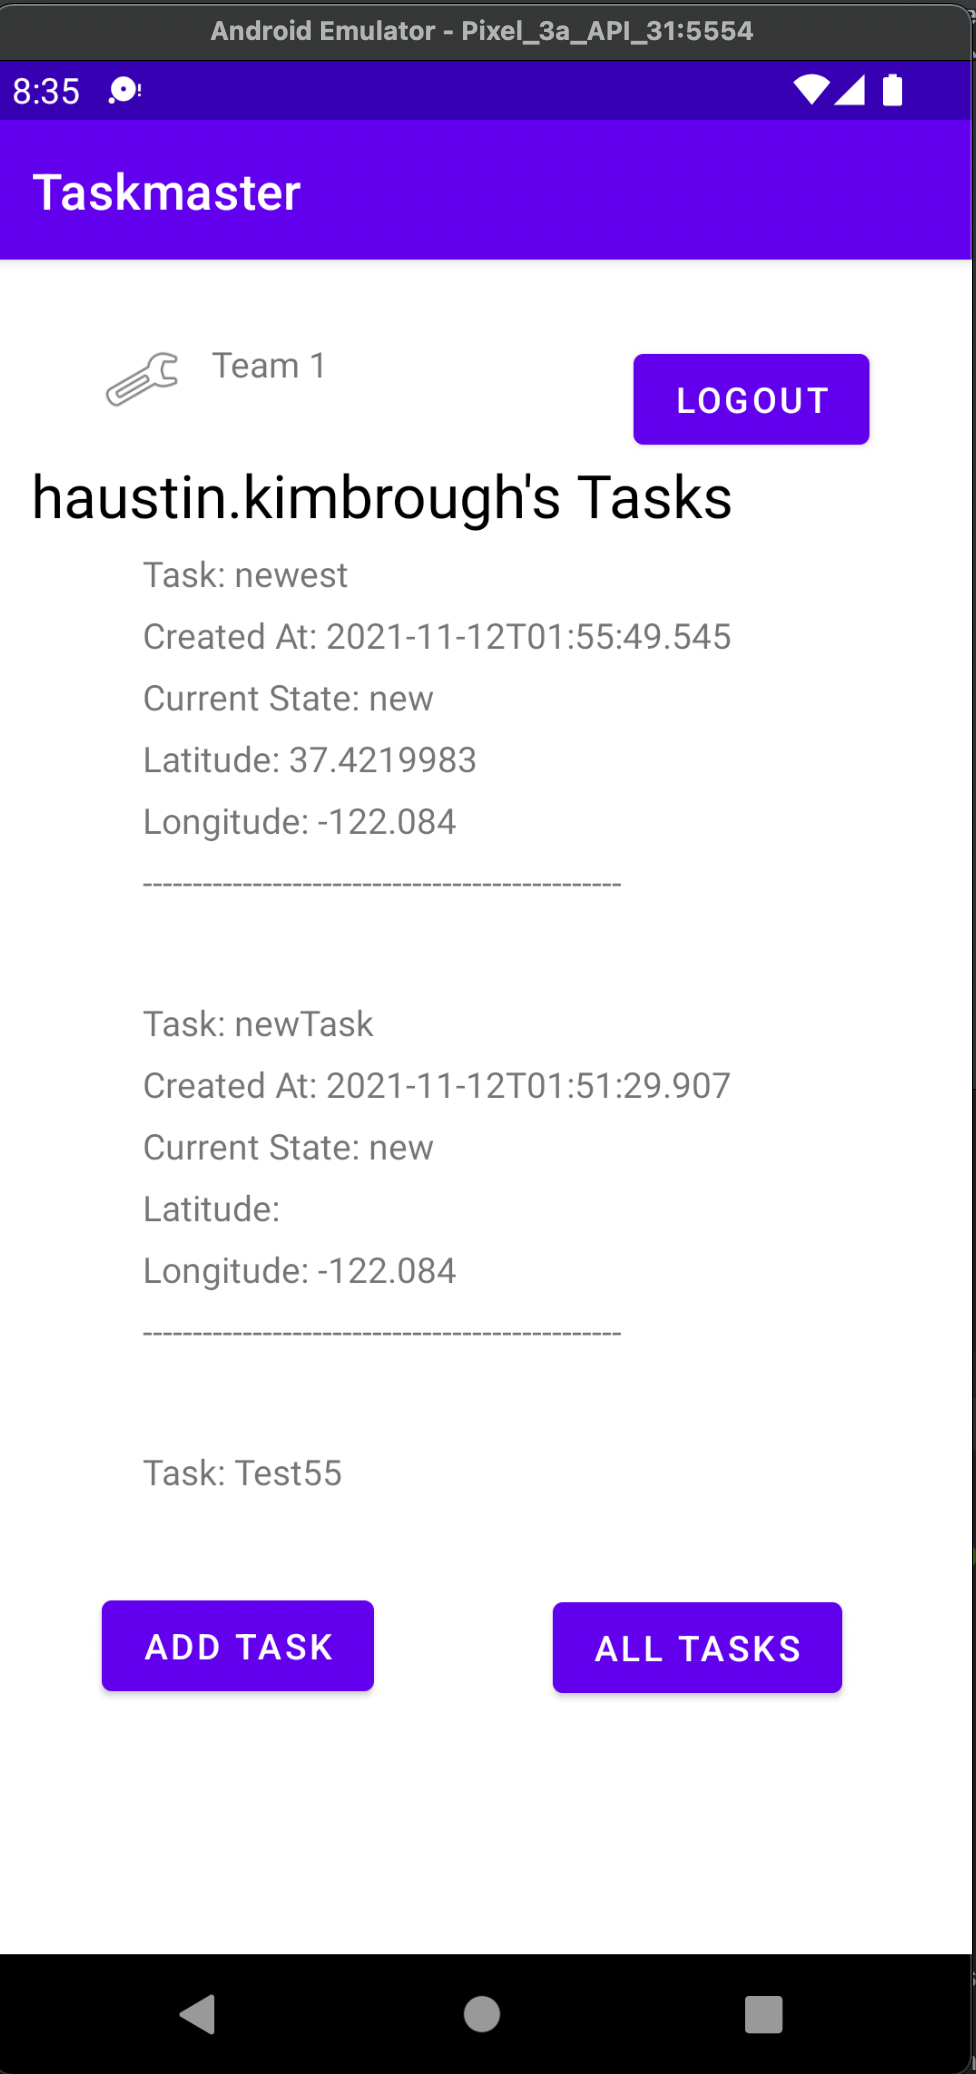 Android Emulator - Pixel_3a_API_31:5554
8:35
Taskmaster
Team 1
LOGOUT
haustin.kimbrough's Tasks
Task: newest
Created At: 2021-11-12T01:55:49.545
Current State: new
Latitude: 37.4219983
Longitude: -122.084
------------------------------------------------
Task: newTask
Created At: 2021-11-12T01:51:29.907
Current State: new
Latitude:
Longitude: -122.084
------------------------------------------------
Task: Test55
ADD TASK
ALL TASKS